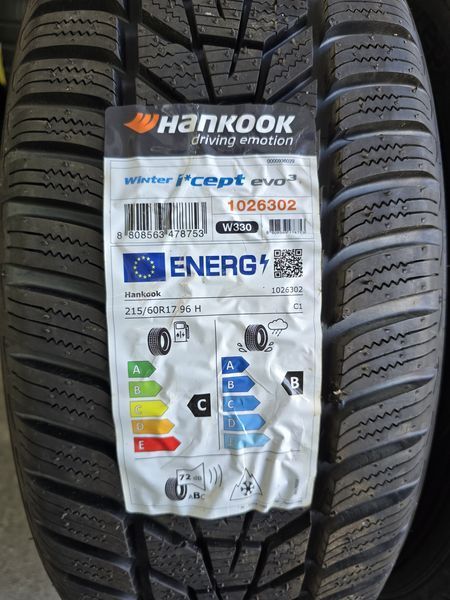 HANKOOK
driving emotion
Winter i*cept evo³
1026302
8 808563 478753
W330
ENERG
Hankook 1026302
215/60R17 96 H C1
A A
B B
C C
D D
E E
C B
72 dB
ABC